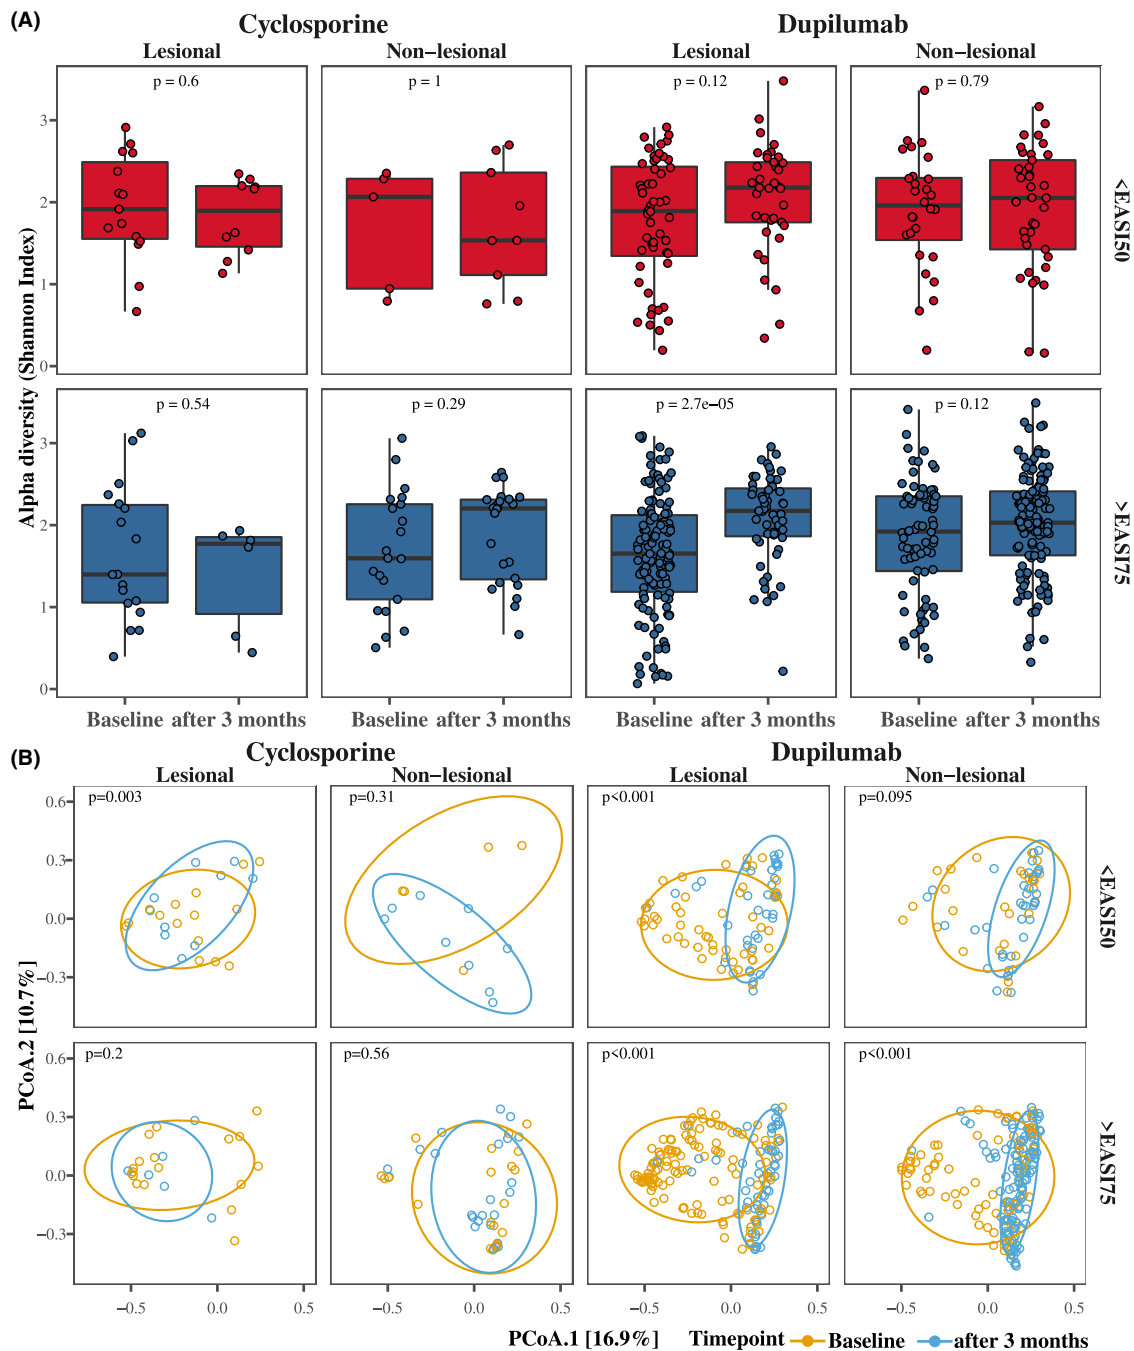 (A)
Cyclosporine Dupilumab
Lesional Non−lesional Lesional Non−lesional
p = 0.6 p = 1 p = 0.12 p = 0.79
3
2
1
0
<EASI50
Alpha diversity (Shannon Index)
p = 0.54 p = 0.29 p = 2.7e−05 p = 0.12
3
2
1
0
>EASI75
Baseline after 3 months Baseline after 3 months Baseline after 3 months Baseline after 3 months
(B)
Cyclosporine Dupilumab
Lesional Non−lesional Lesional Non−lesional
p=0.003 p=0.31 p<0.001 p=0.095
0.6
0.3
0.0
−0.3
<EASI50
PCoA.2 [10.7%]
p=0.2 p=0.56 p<0.001 p<0.001
0.6
0.3
0.0
−0.3
>EASI75
−0.5 0.0 0.5 −0.5 0.0 0.5 −0.5 0.0 0.5 −0.5 0.0 0.5
PCoA.1 [16.9%] Timepoint Baseline after 3 months